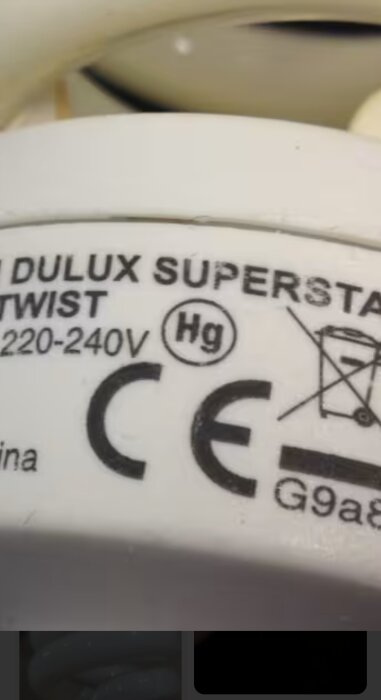 DULUX SUPERSTA
TWIST
220-240V Hg
CE
ina
G9a8